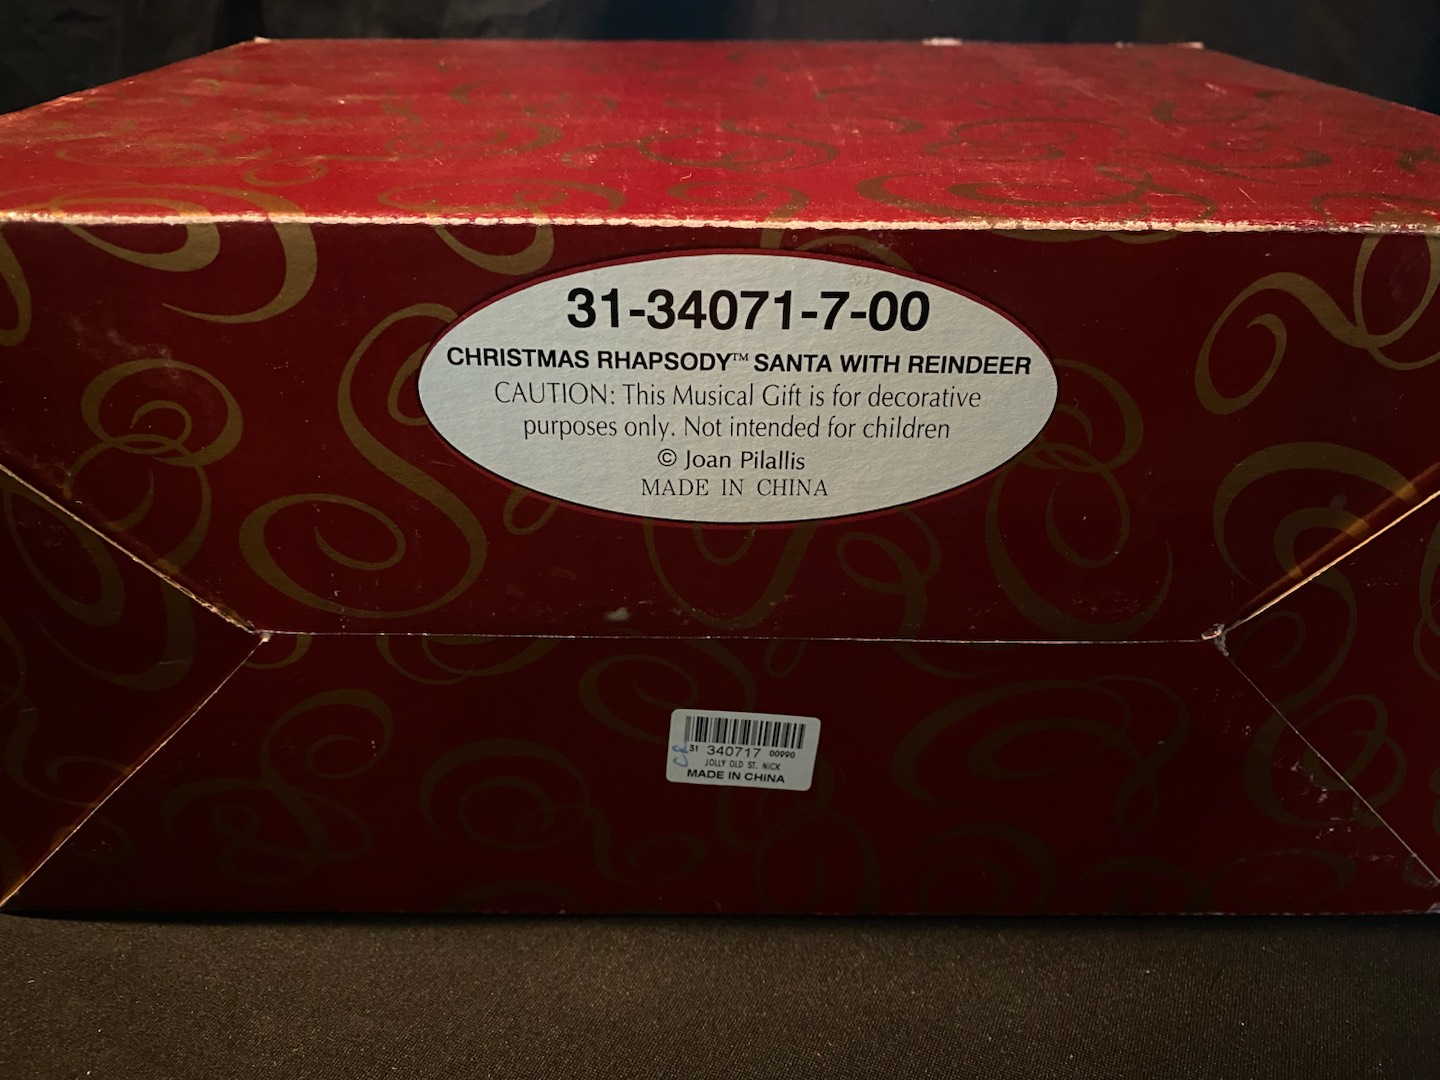 31-34071-7-00
CHRISTMAS RHAPSODY™ SANTA WITH REINDEER
CAUTION: This Musical Gift is for decorative
purposes only. Not intended for children
© Joan Pilallis
MADE IN CHINA
31 340717 00990
JOLLY OLD ST. NICK
MADE IN CHINA